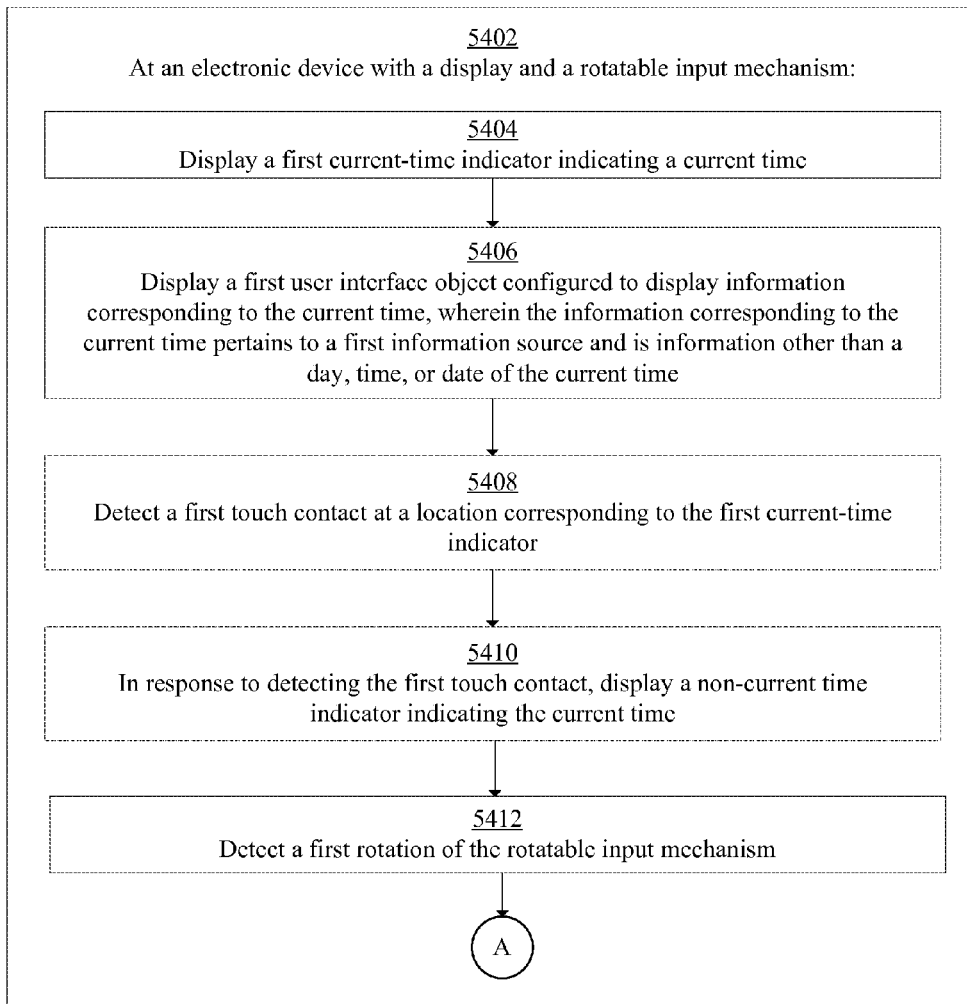 5402
At an electronic device with a display and a rotatable input mechanism:
5404
Display a first current-time indicator indicating a current time
5406
Display a first user interface object configured to display information
corresponding to the current time, wherein the information corresponding to the
current time pertains to a first information source and is information other than a
day, time, or date of the current time
5408
Detect a first touch contact at a location corresponding to the first current-time
indicator
5410
In response to detecting the first touch contact, display a non-current time
indicator indicating the current time
5412
Detect a first rotation of the rotatable input mechanism
A